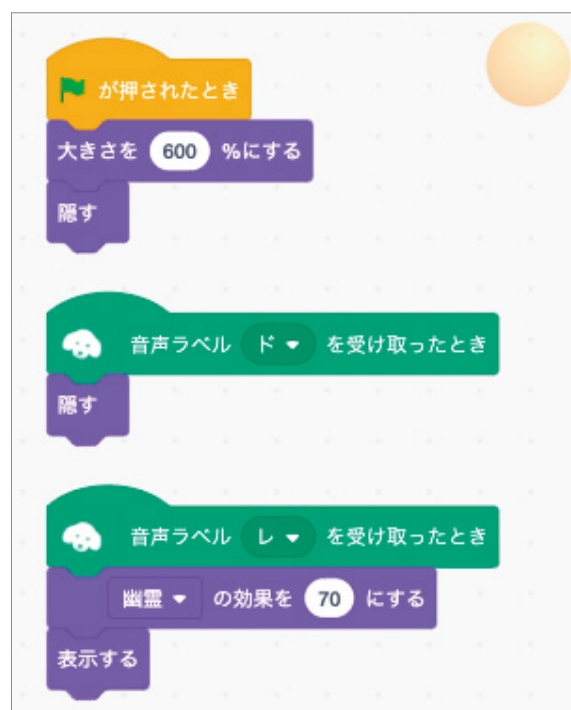 が押されたとき
大きさを 600 %にする
隠す
音声ラベル ド を受け取ったとき
隠す
音声ラベル レ を受け取ったとき
幽霊 の効果を 70 にする
表示する